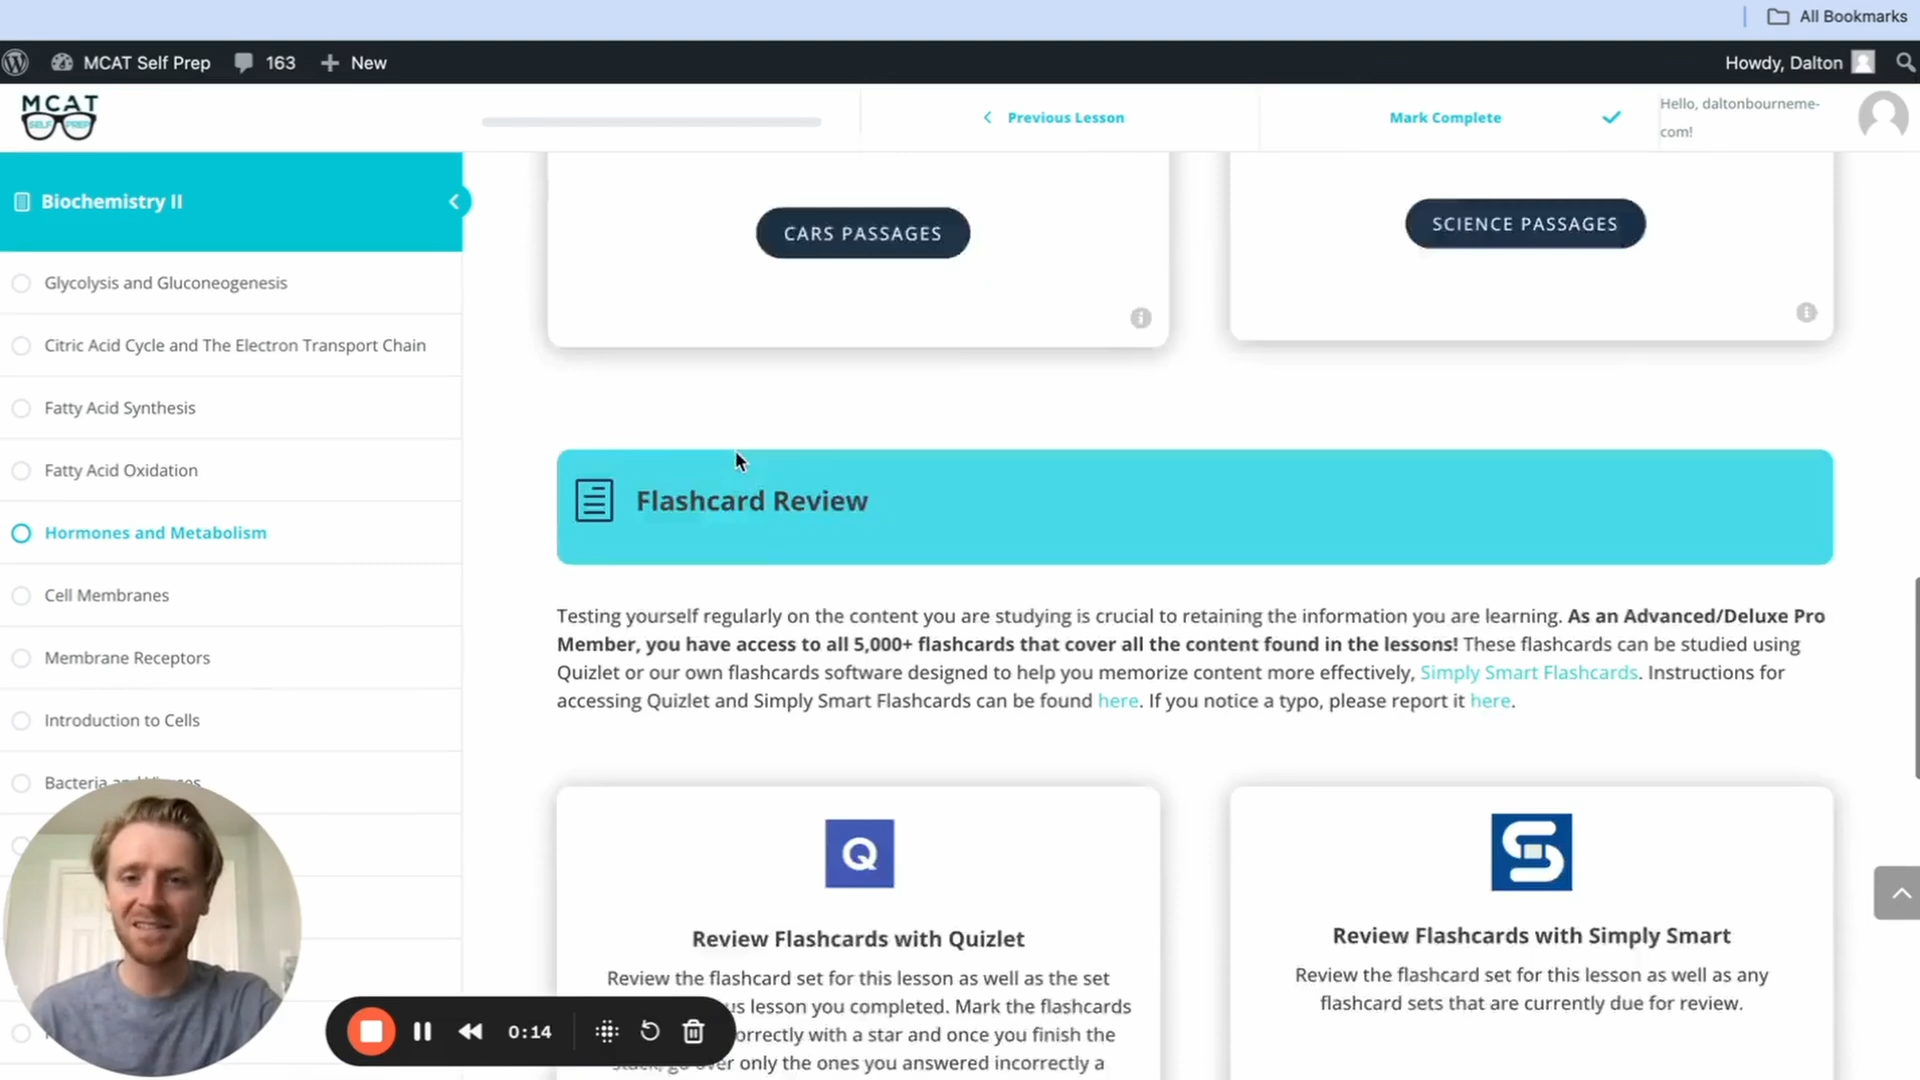 All Bookmarks
MCAT Self Prep 163 New Howdy, Dalton
MCAT
SELF PREP
Previous Lesson
Mark Complete
Hello, daltonbourneme-
com!
Biochemistry II
Glycolysis and Gluconeogenesis
Citric Acid Cycle and The Electron Transport Chain
Fatty Acid Synthesis
Fatty Acid Oxidation
Hormones and Metabolism
Cell Membranes
Membrane Receptors
Introduction to Cells
Bacteria and
CARS PASSAGES
SCIENCE PASSAGES
Flashcard Review
Testing yourself regularly on the content you are studying is crucial to retaining the information you are learning. As an Advanced/Deluxe Pro
Member, you have access to all 5,000+ flashcards that cover all the content found in the lessons! These flashcards can be studied using
Quizlet or our own flashcards software designed to help you memorize content more effectively, Simply Smart Flashcards. Instructions for
accessing Quizlet and Simply Smart Flashcards can be found here. If you notice a typo, please report it here.
Q
Review Flashcards with Quizlet
Review the flashcard set for this lesson as well as the set
us lesson you completed. Mark the flashcards
orrectly with a star and once you finish the
over only the ones you answered incorrectly a
S
Review Flashcards with Simply Smart
Review the flashcard set for this lesson as well as any
flashcard sets that are currently due for review.
0:14